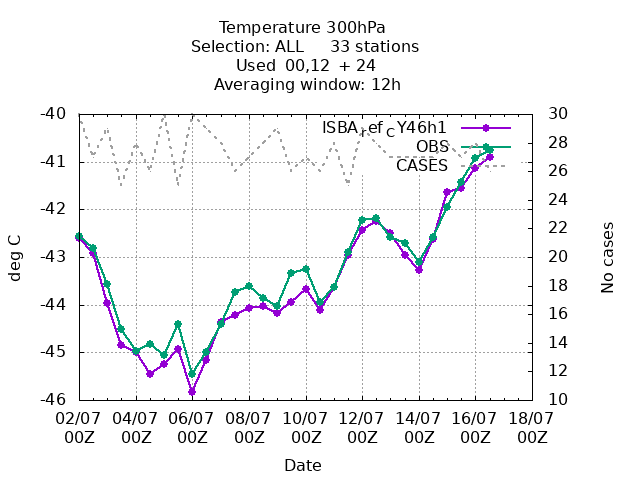 Temperature 300hPa
Selection: ALL 33 stations
Used 00,12 + 24
Averaging window: 12h
-40
-41
-42
-43
-44
-45
-46
deg C
30
28
26
24
22
20
18
16
14
12
10
No cases
ISBA_ref_CY46h1
OBS
CASES
02/07 04/07 06/07 08/07 10/07 12/07 14/07 16/07 18/07
00Z 00Z 00Z 00Z 00Z 00Z 00Z 00Z 00Z
Date